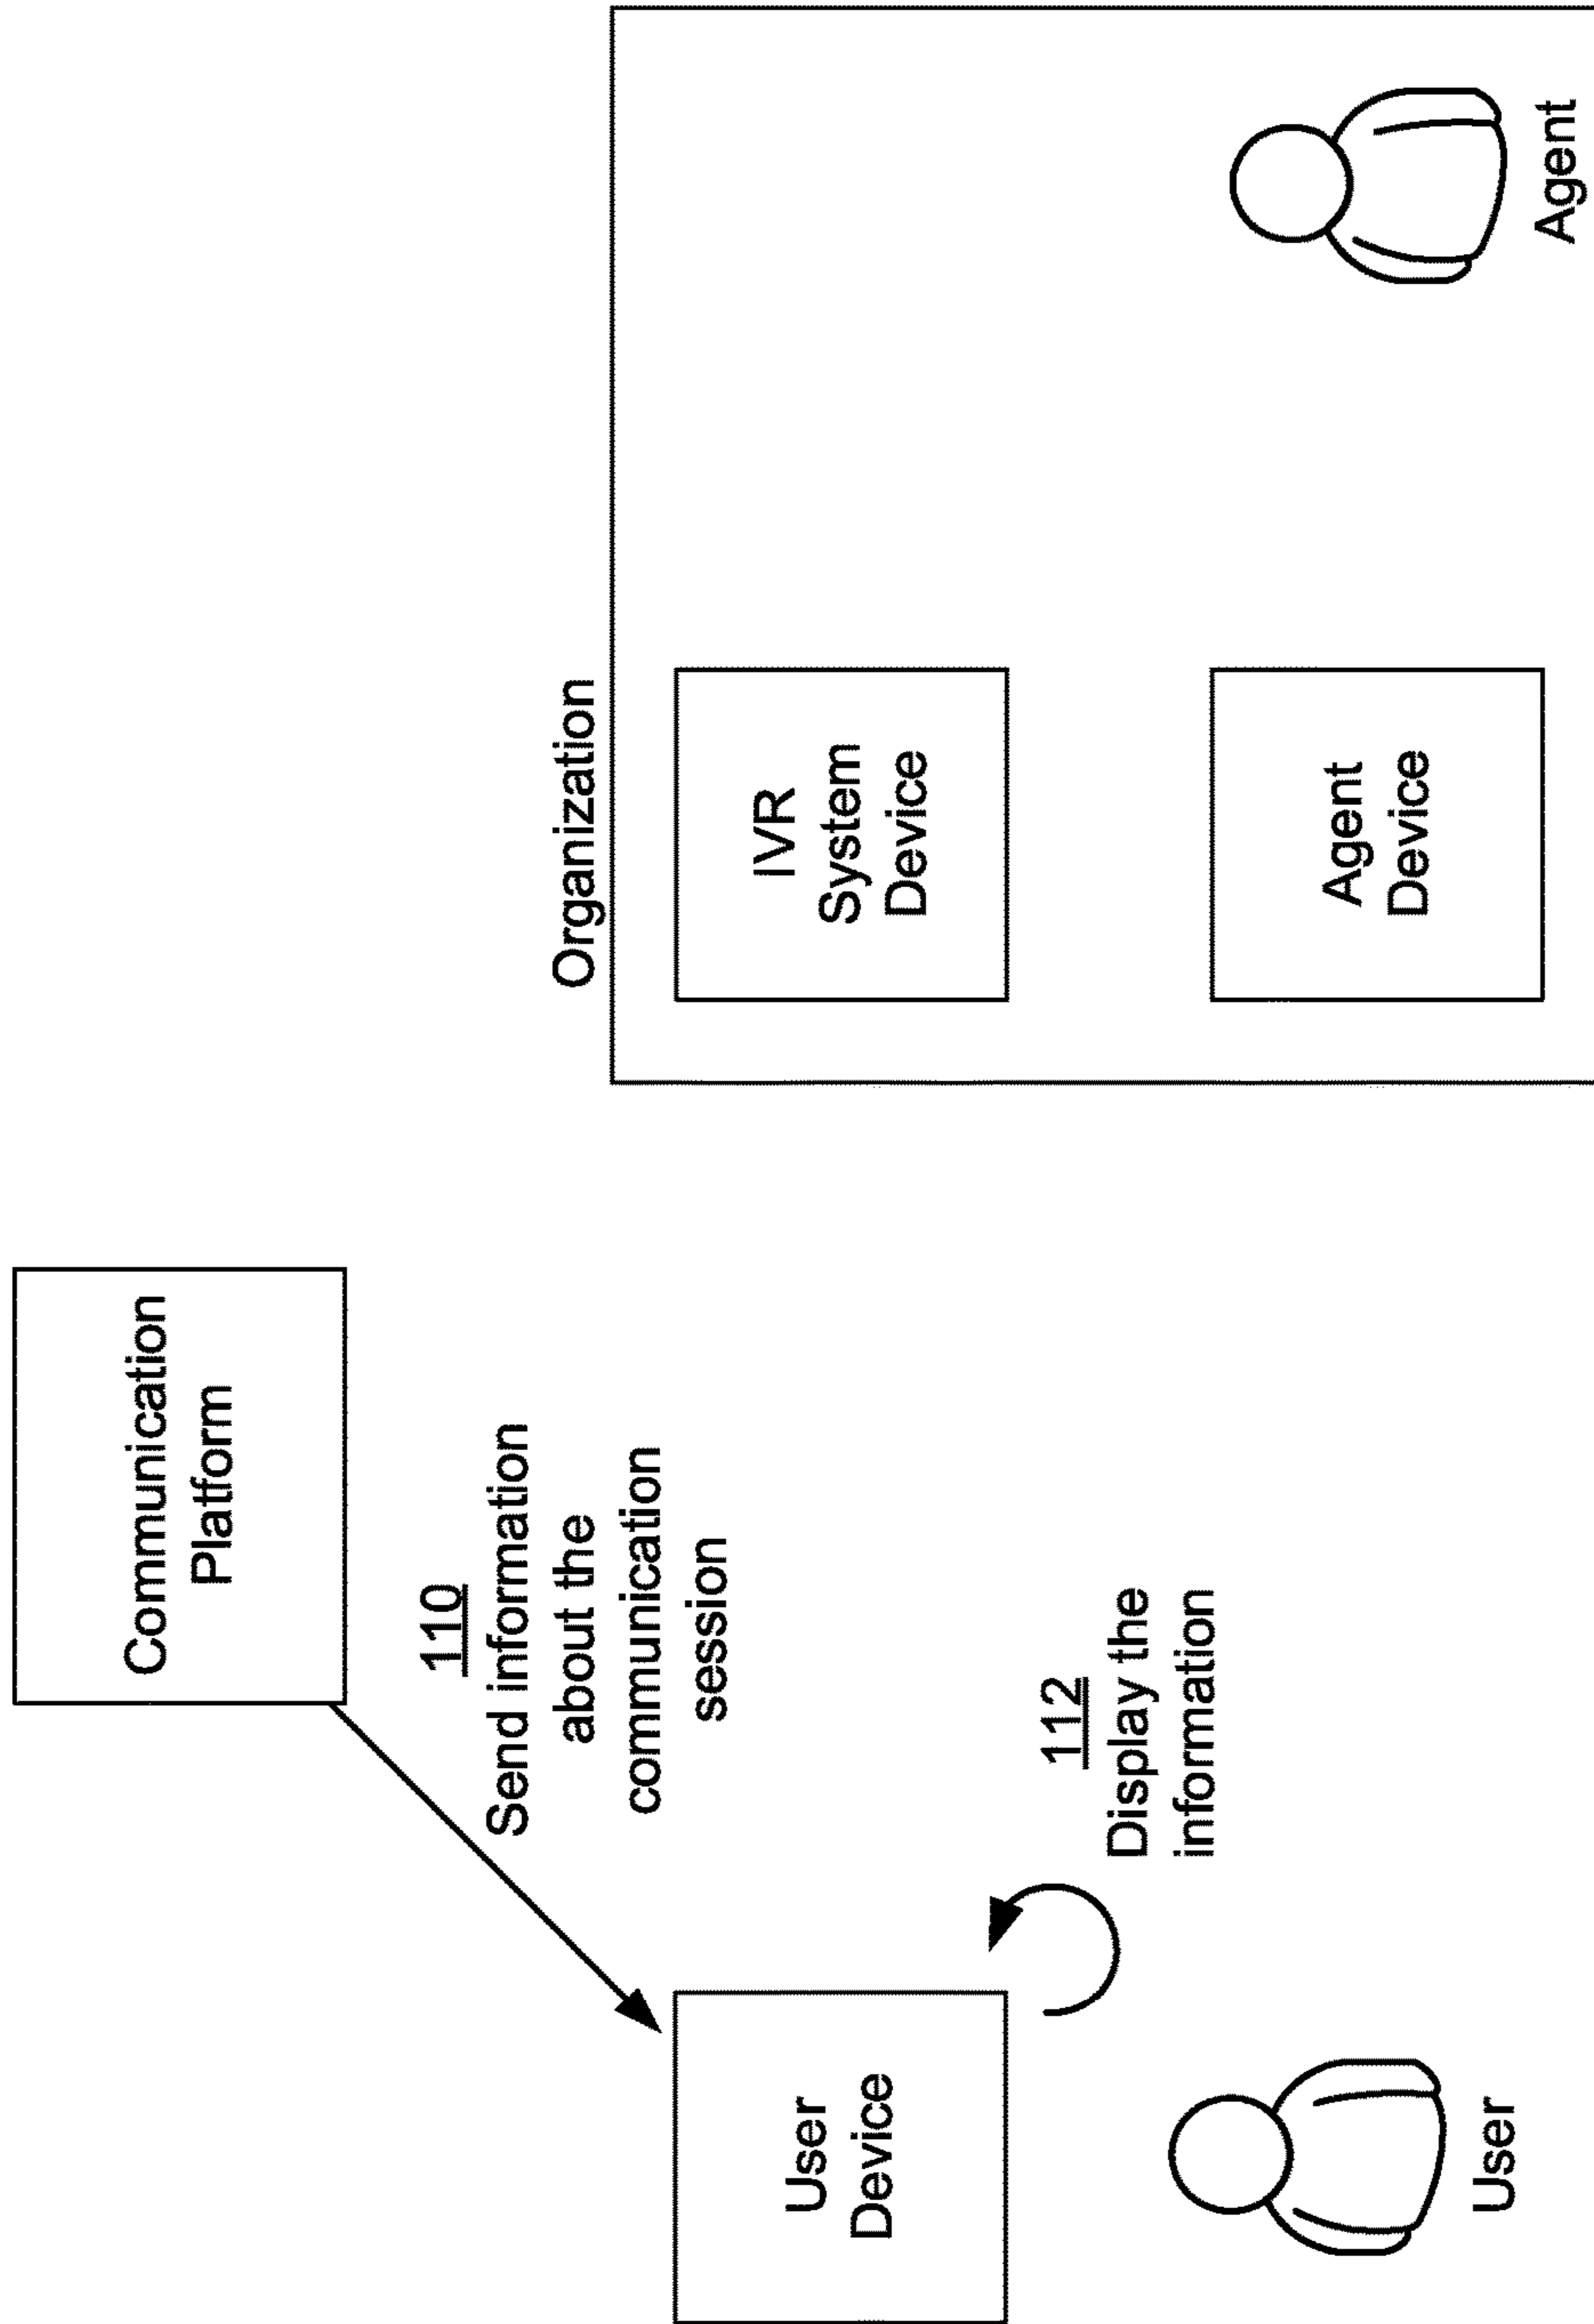 Communication
Platform
110
Send information
about the
communication
session
Organization
User
Device
112
Display the
information
IVR
System
Device
Agent
Device
User
Agent